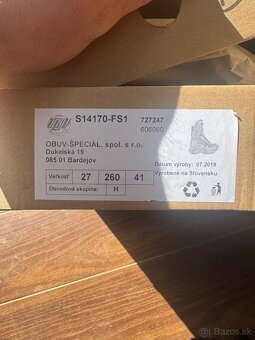 S14170-FS1
727247
606060
OBUV-ŠPECIÁL, spol. s r.o.
Dukelská 19
085 01 Bardejov
Dátum výroby: 07.2019
Veľkosť 27 260 41
Vyrobené na Slovensku
Obvodová skupina: H
Bazos.sk